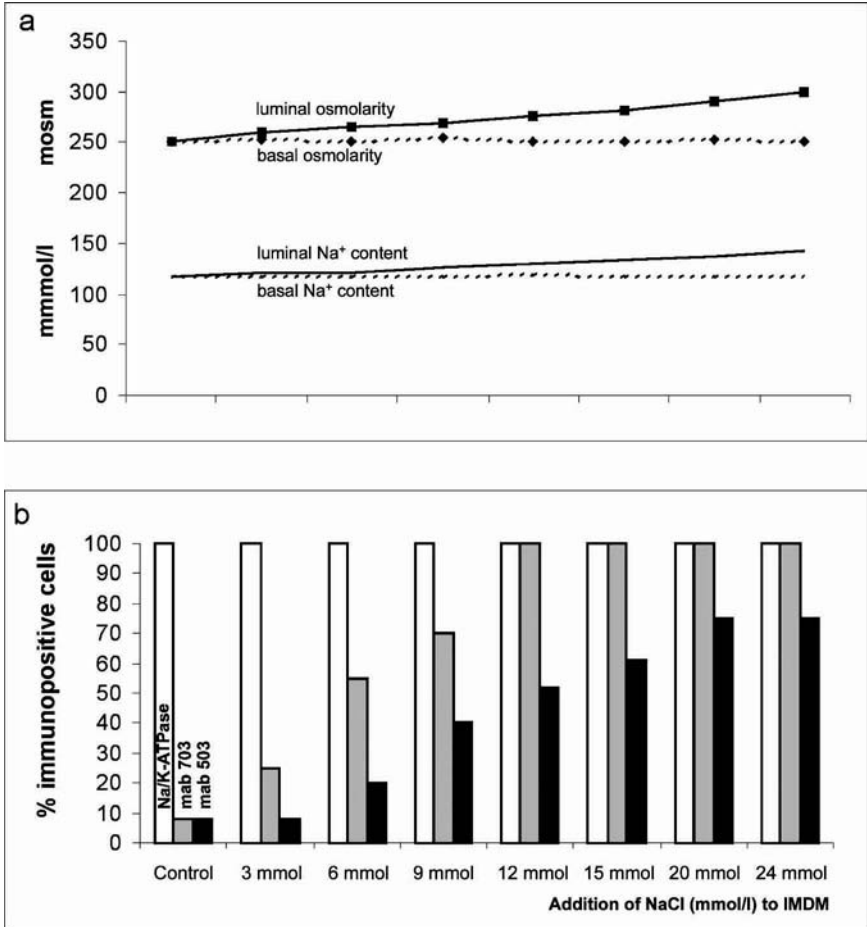 a
350
300
250
200
150
100
50
0
mosm
mmmol/l
luminal osmolarity
basal osmolarity
luminal Na⁺ content
basal Na⁺ content
b
% immunopositive cells
100
90
80
70
60
50
40
30
20
10
0
Na/K-ATPase
mab 703
mab 503
Control 3 mmol 6 mmol 9 mmol 12 mmol 15 mmol 20 mmol 24 mmol
Addition of NaCl (mmol/l) to IMDM